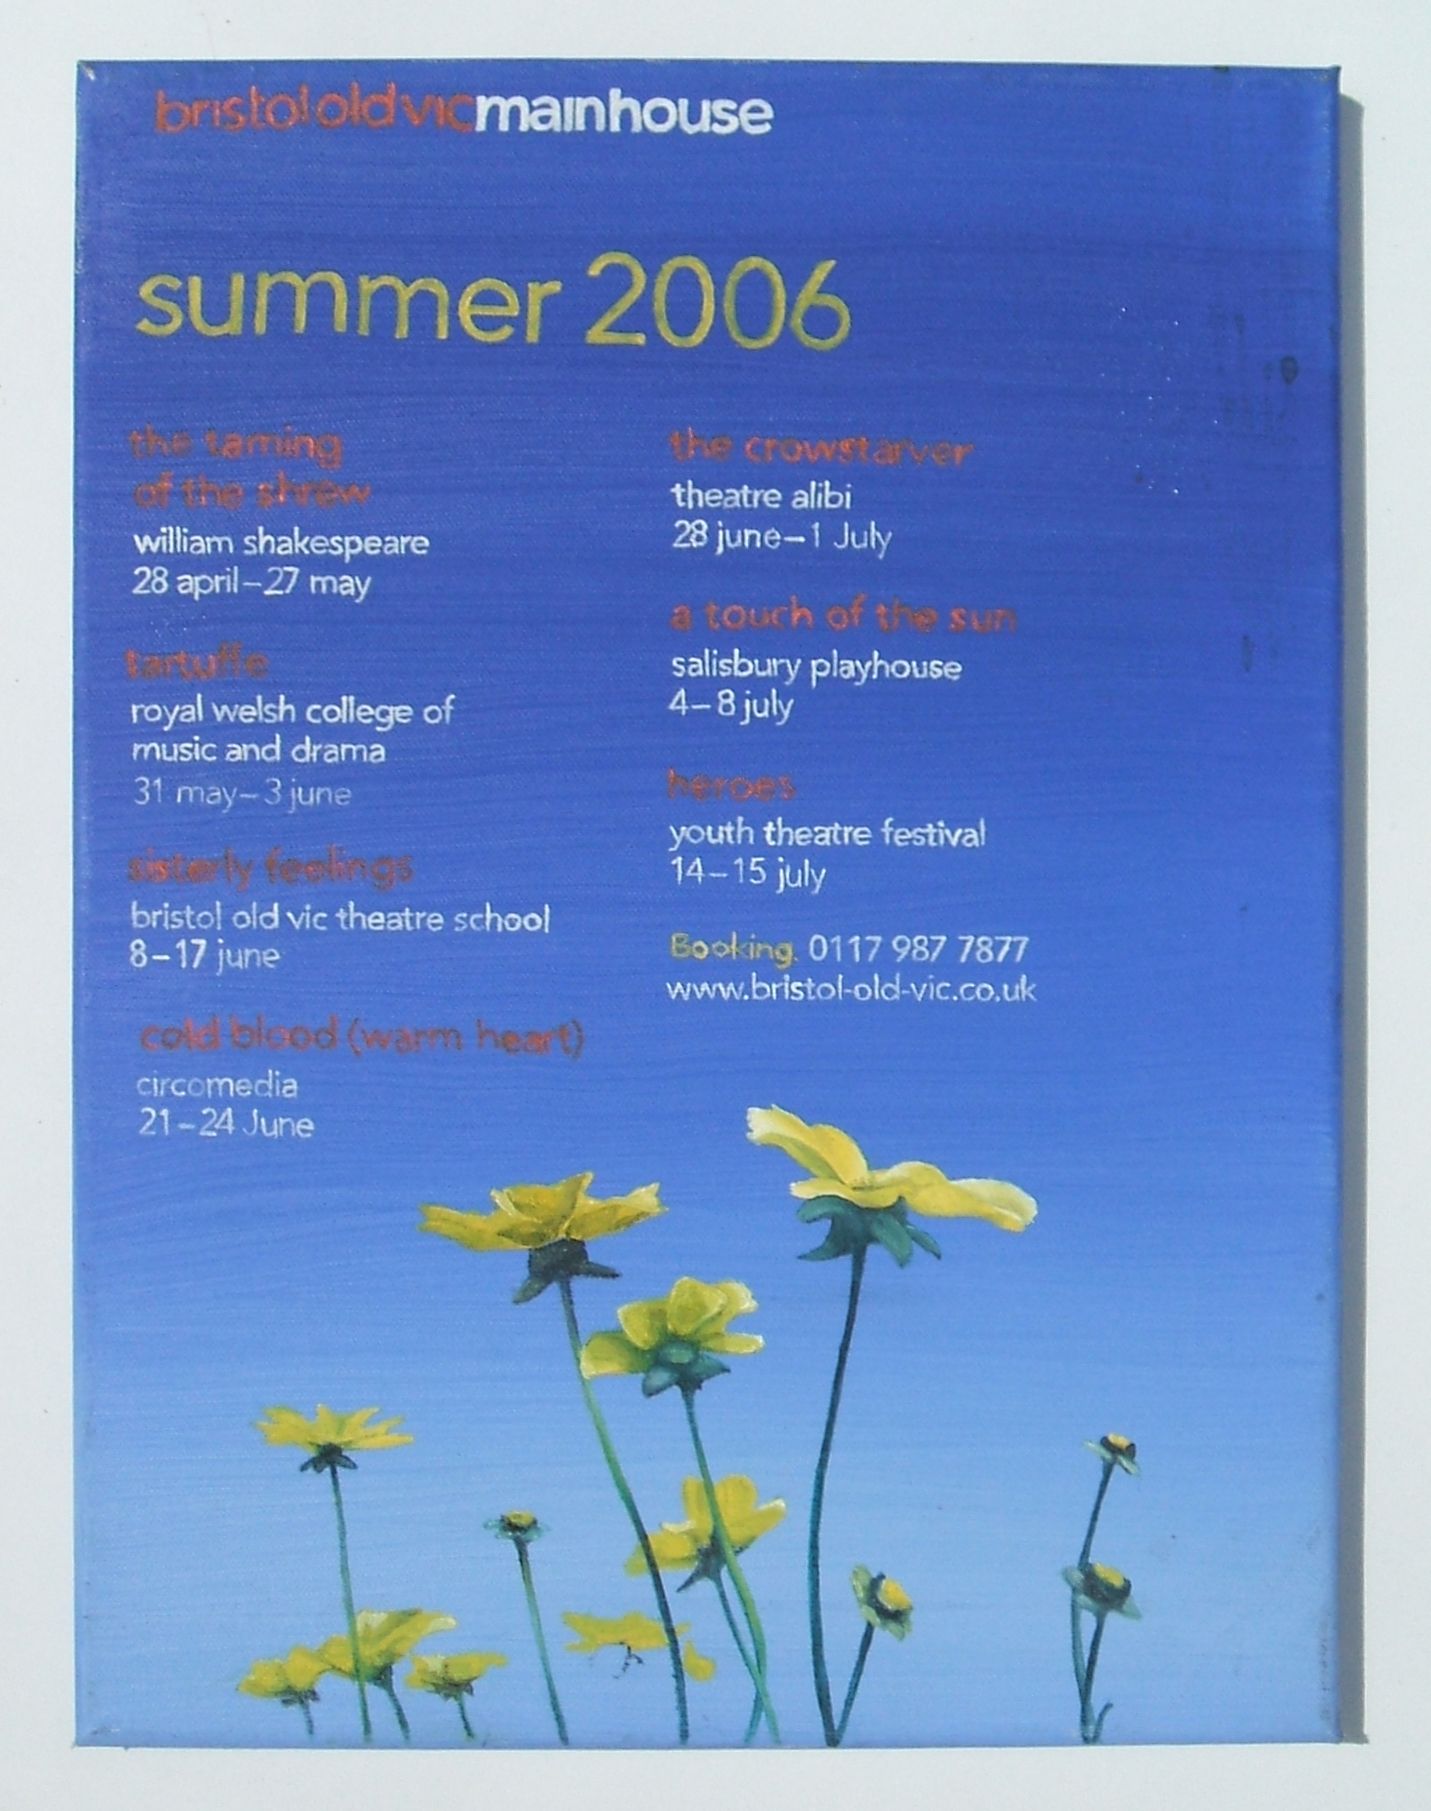 bristololdvicmainhouse
summer 2006
the taming
of the shrew
william shakespeare
28 april–27 may
tartuffe
royal welsh college of
music and drama
31 may–3 june
sisterly feelings
bristol old vic theatre school
8–17 june
cold blood (warm heart)
circomedia
21–24 June
the crowstarver
theatre alibi
28 june–1 July
a touch of the sun
salisbury playhouse
4–8 july
heroes
youth theatre festival
14–15 july
Booking. 0117 987 7877
www.bristol-old-vic.co.uk